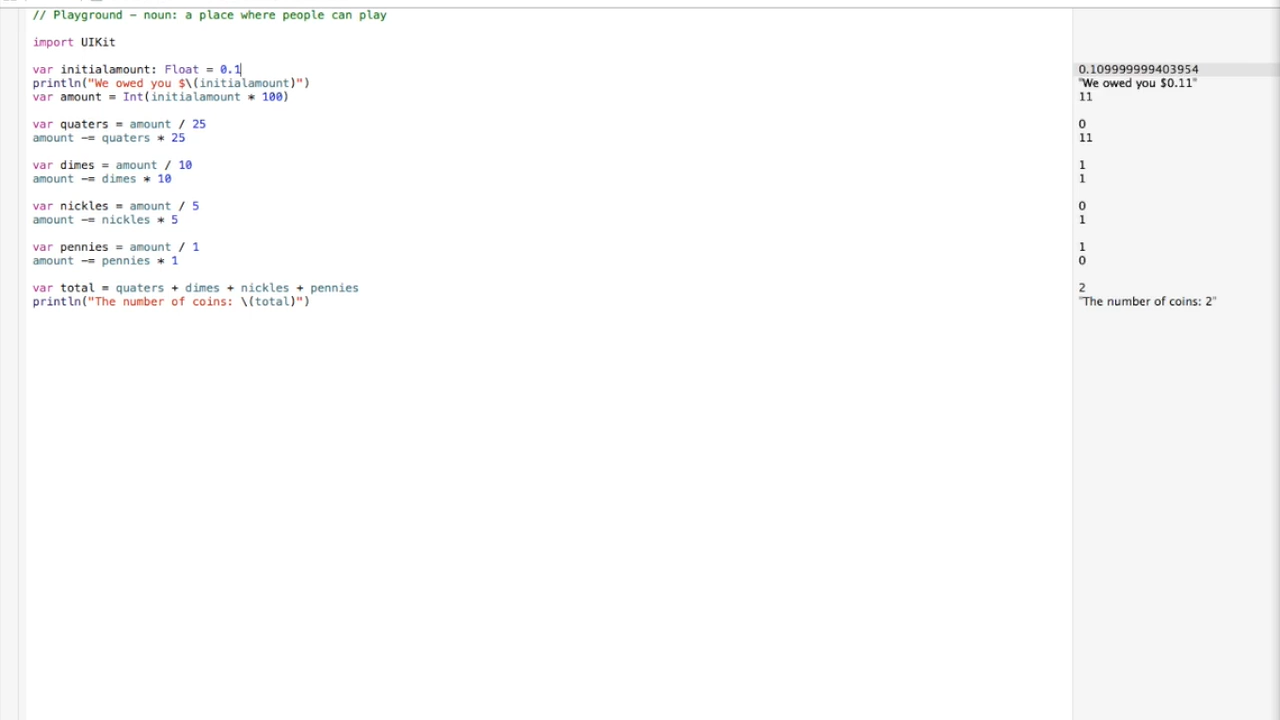 // Playground – noun: a place where people can play
import UIKit
var initialamount: Float = 0.1
println("We owed you $\(initialamount)")
var amount = Int(initialamount * 100)
var quaters = amount / 25
amount -= quaters * 25
var dimes = amount / 10
amount -= dimes * 10
var nickles = amount / 5
amount -= nickles * 5
var pennies = amount / 1
amount -= pennies * 1
var total = quaters + dimes + nickles + pennies
println("The number of coins: \(total)")
0.109999999403954
"We owed you $0.11"
11
0
11
1
1
0
1
1
0
2
"The number of coins: 2"